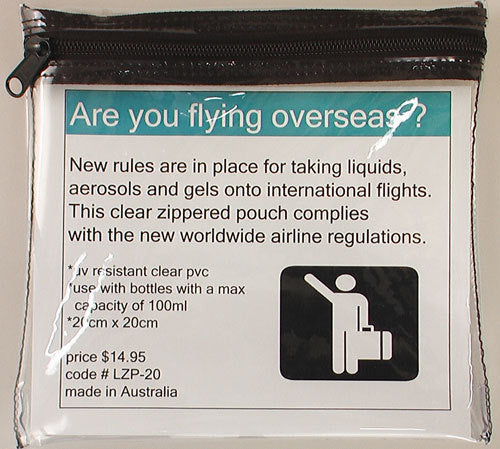 Are you flying overseas?
New rules are in place for taking liquids,
aerosols and gels onto international flights.
This clear zippered pouch complies
with the new worldwide airline regulations.
*uv resistant clear pvc
*use with bottles with a max
capacity of 100ml
*20cm x 20cm
price $14.95
code # LZP-20
made in Australia